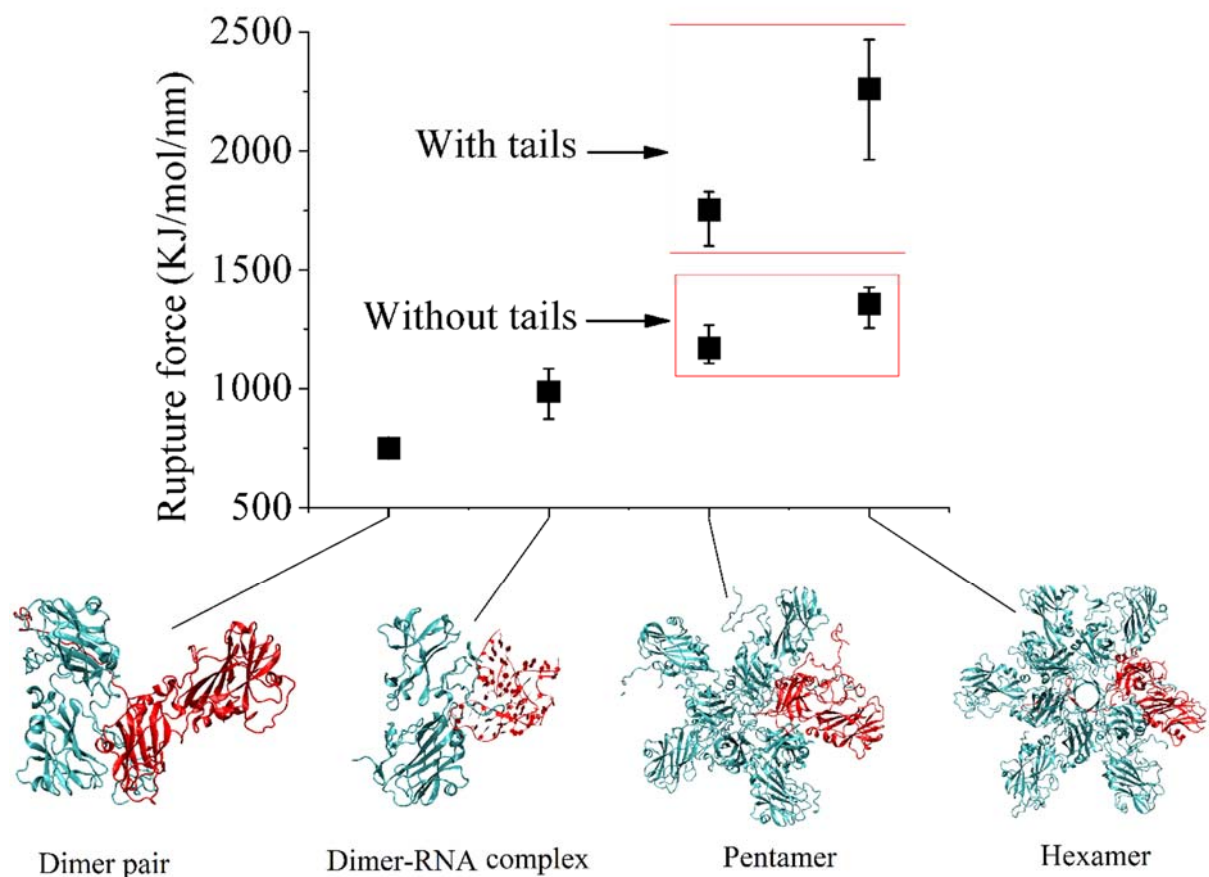 Rupture force (KJ/mol/nm)
2500
2000
1500
1000
500
With tails
Without tails
Dimer pair
Dimer-RNA complex
Pentamer
Hexamer